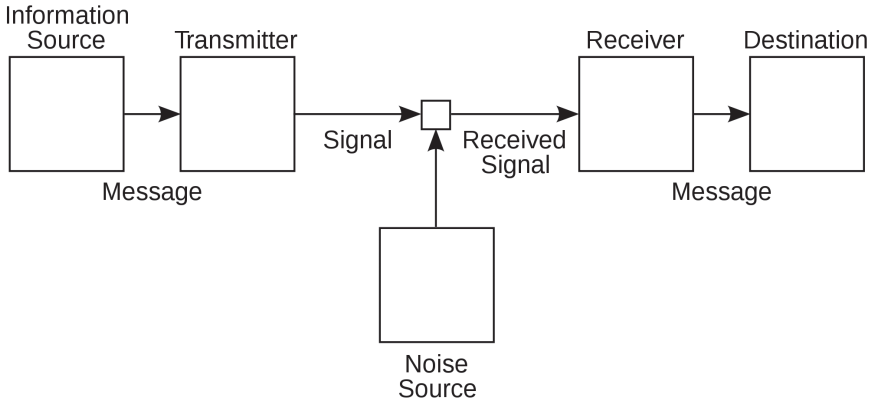 Information
Source
Transmitter
Receiver
Destination
Signal
Received
Signal
Message
Message
Noise
Source